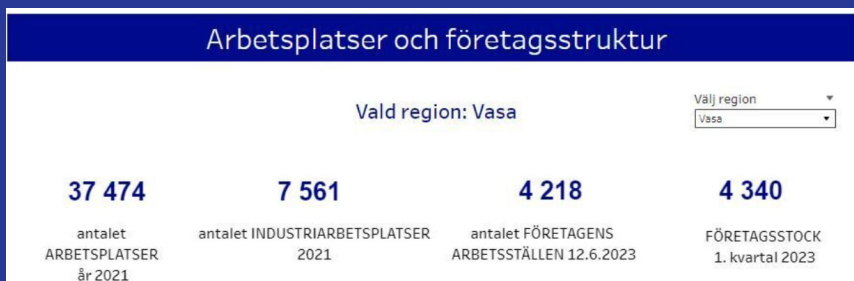 Arbetsplatser och företagsstruktur
Vald region: Vasa
Välj region
Vasa
37 474
antalet
ARBETSPLATSER
år 2021
7 561
antalet INDUSTRIARBETSPLATSER
2021
4 218
antalet FÖRETAGENS
ARBETSSTÄLLEN 12.6.2023
4 340
FÖRETAGSSTOCK
1. kvartal 2023